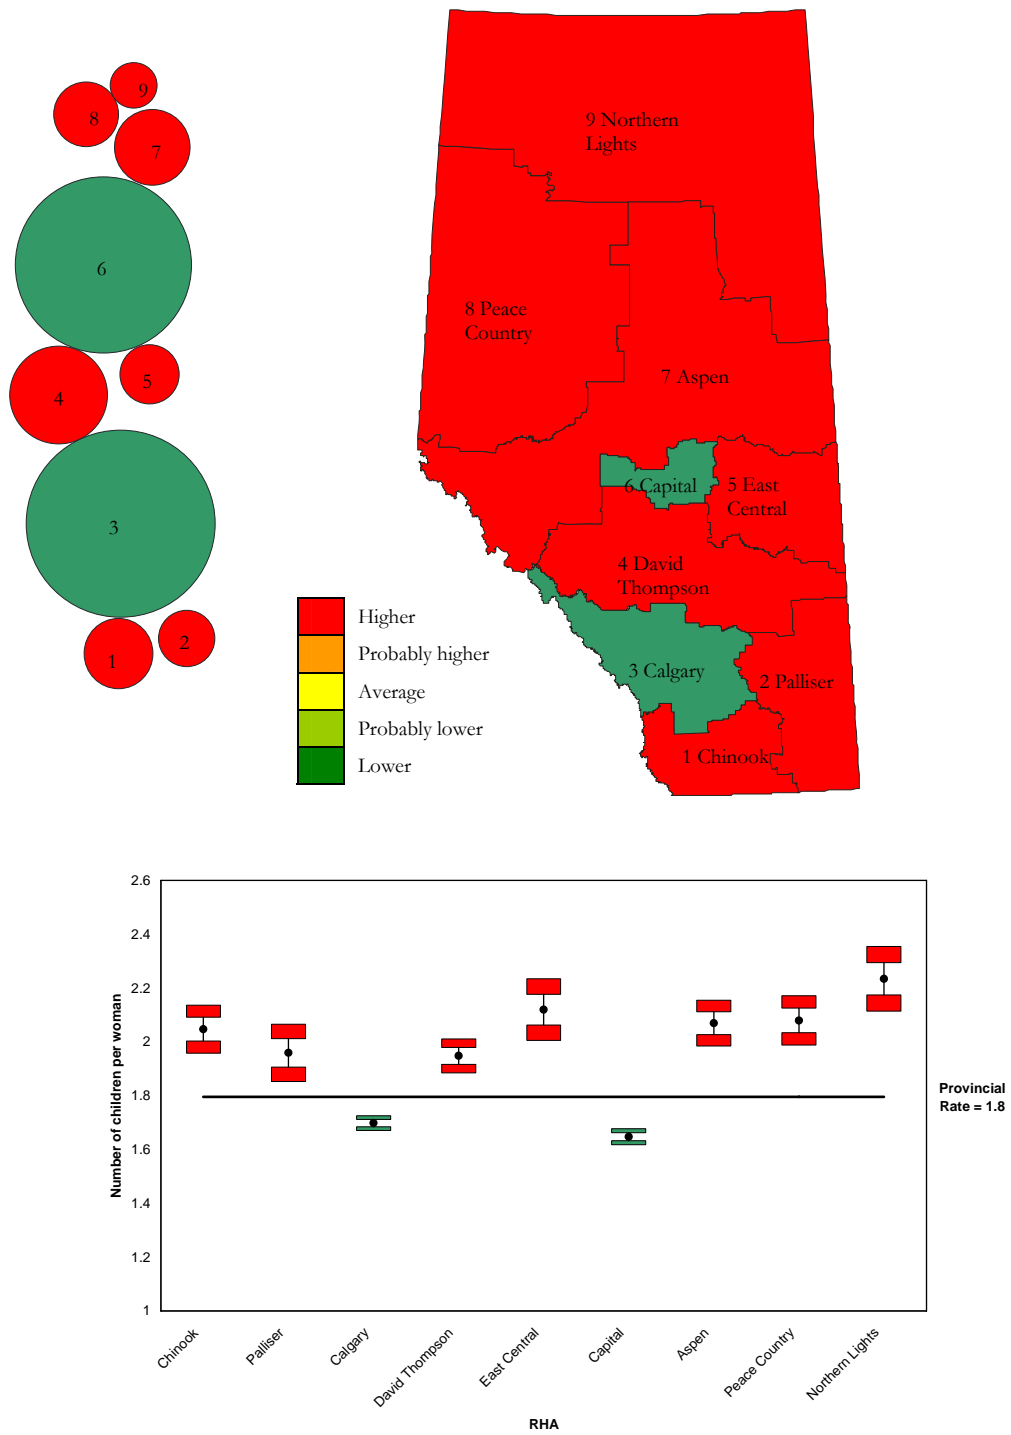 9
8
7
6
4
5
3
1
2
9 Northern
Lights
8 Peace
Country
7 Aspen
6 Capital
5 East
Central
4 David
Thompson
3 Calgary
2 Palliser
1 Chinook
Higher
Probably higher
Average
Probably lower
Lower
2.6
2.4
2.2
2
1.8
1.6
1.4
1.2
1
Number of children per woman
Provincial
Rate = 1.8
Chinook
Palliser
Calgary
David Thompson
East Central
Capital
Aspen
Peace Country
Northern Lights
RHA